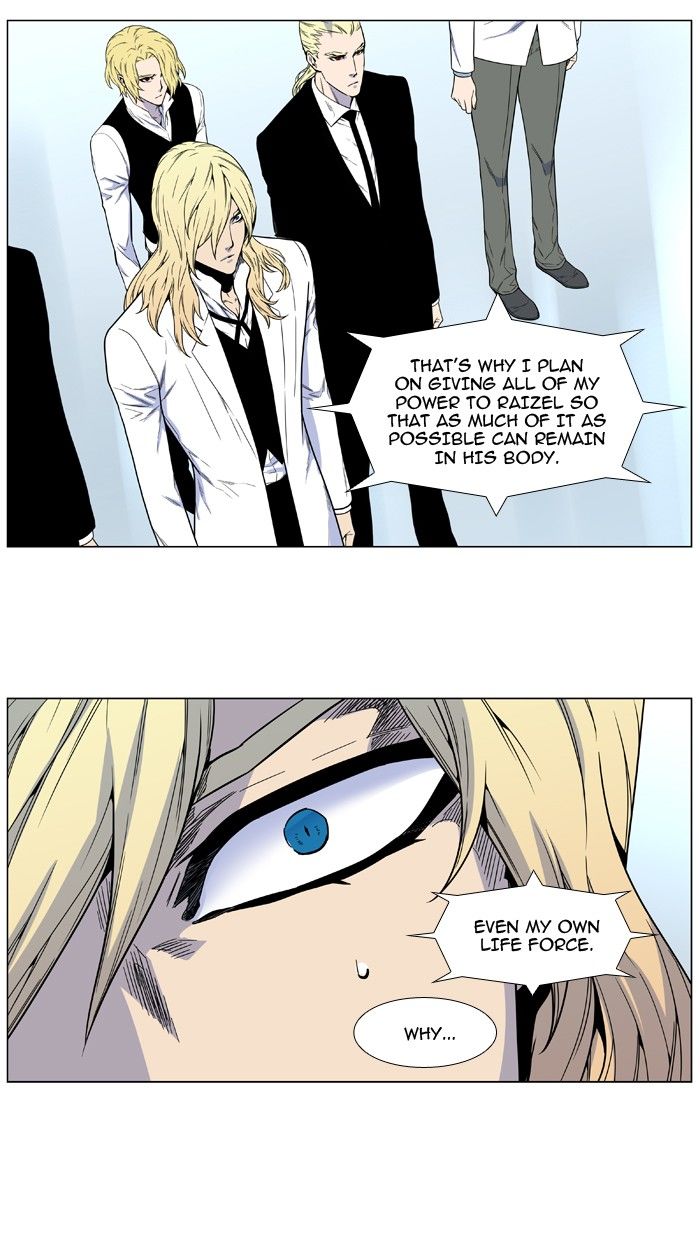 THAT'S WHY I PLAN
ON GIVING ALL OF MY
POWER TO RAIZEL SO
THAT AS MUCH OF IT AS
POSSIBLE CAN REMAIN
IN HIS BODY.
EVEN MY OWN
LIFE FORCE.
WHY...